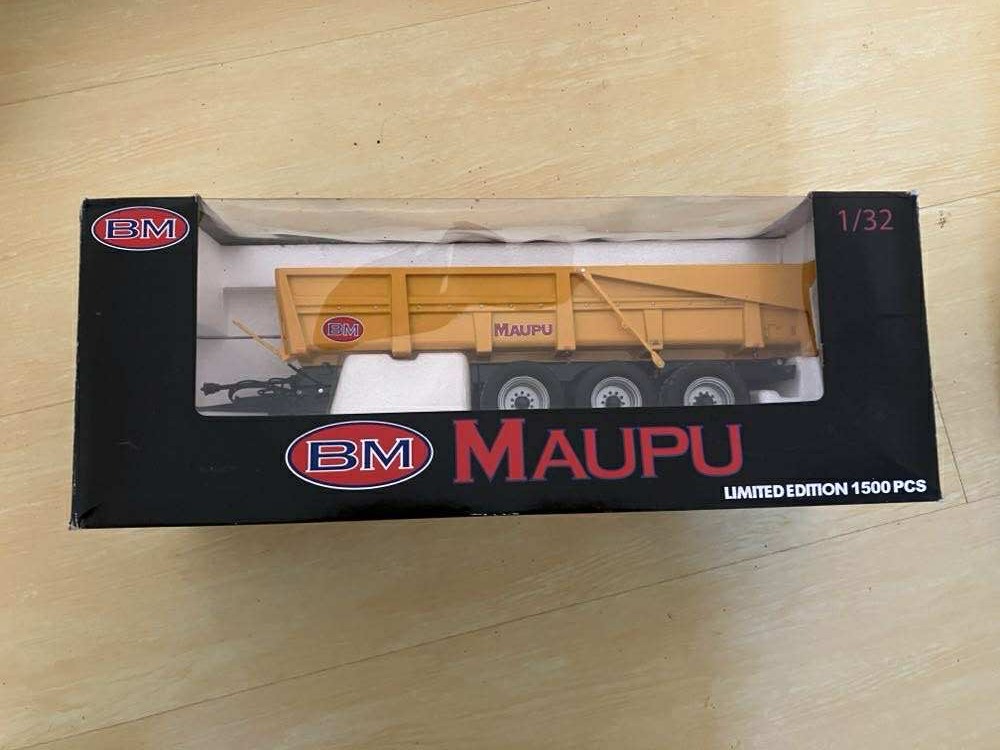 BM
1/32
BM MAUPU
BM MAUPU
LIMITED EDITION 1500 PCS